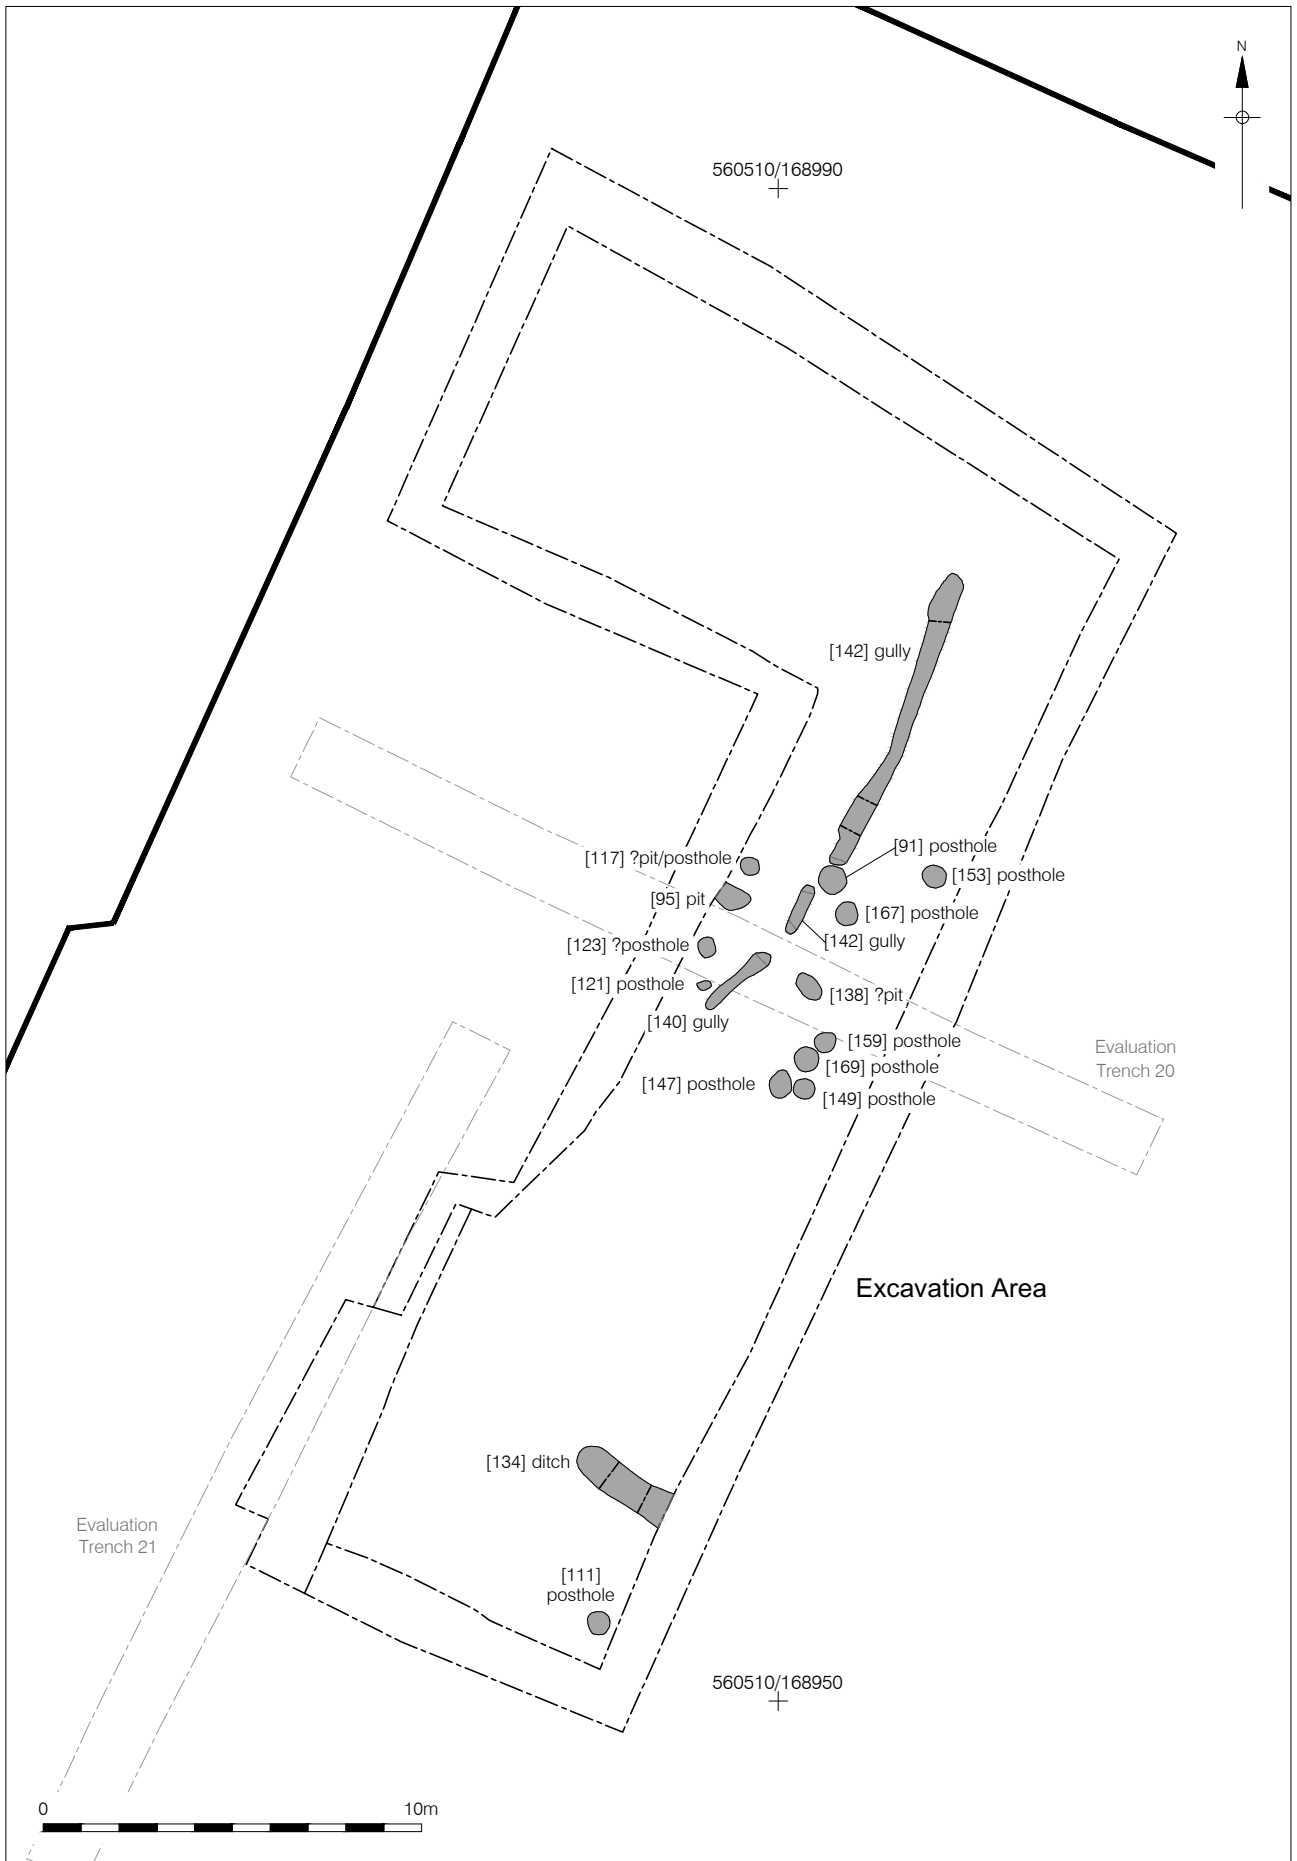 N
560510/168990
[142] gully
[91] posthole
[117] ?pit/posthole
[153] posthole
[95] pit
[167] posthole
[123] ?posthole
[142] gully
[121] posthole
[138] ?pit
[140] gully
[159] posthole
Evaluation
Trench 20
[169] posthole
[147] posthole
[149] posthole
Excavation Area
[134] ditch
Evaluation
Trench 21
[111]
posthole
560510/168950
0 10m